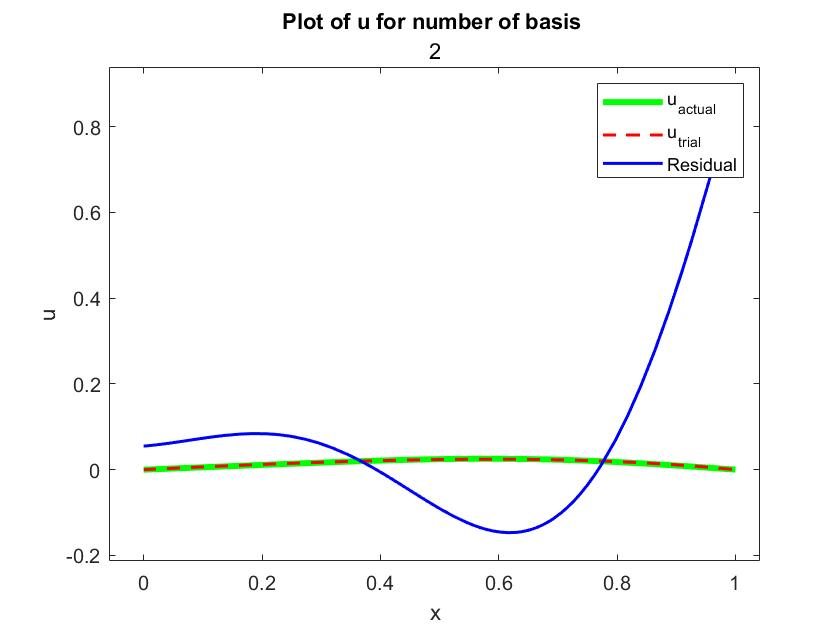 Plot of u for number of basis
2
u_actual
u_trial
Residual
0.8
0.6
0.4
0.2
0
-0.2
u
0 0.2 0.4 0.6 0.8 1
x